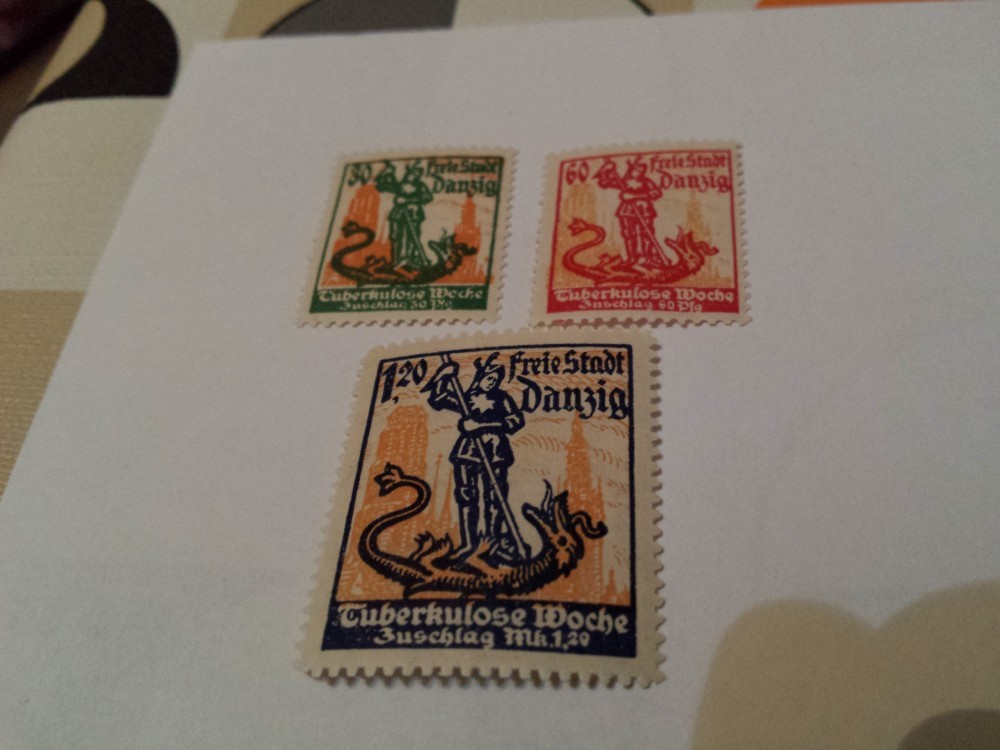 30 Freie Stadt
Danzig
Tuberkulose Woche
Zuschlag 30 Pfg
60 Freie Stadt
Danzig
Tuberkulose Woche
Zuschlag 60 Pfg
1,20 Freie Stadt
Danzig
Tuberkulose Woche
Zuschlag Mk. 1,20